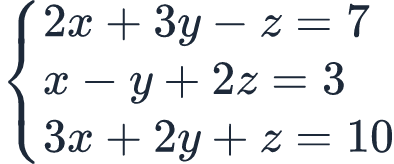 2x + 3y − z = 7
x − y + 2z = 3
3x + 2y + z = 10